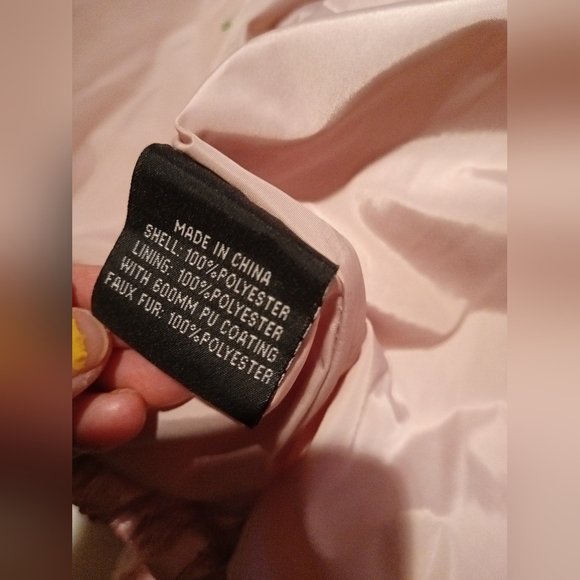 MADE IN CHINA
SHELL: 100%POLYESTER
LINING: 100%POLYESTER
WITH 600MM PU COATING
FAUX FUR: 100%POLYESTER